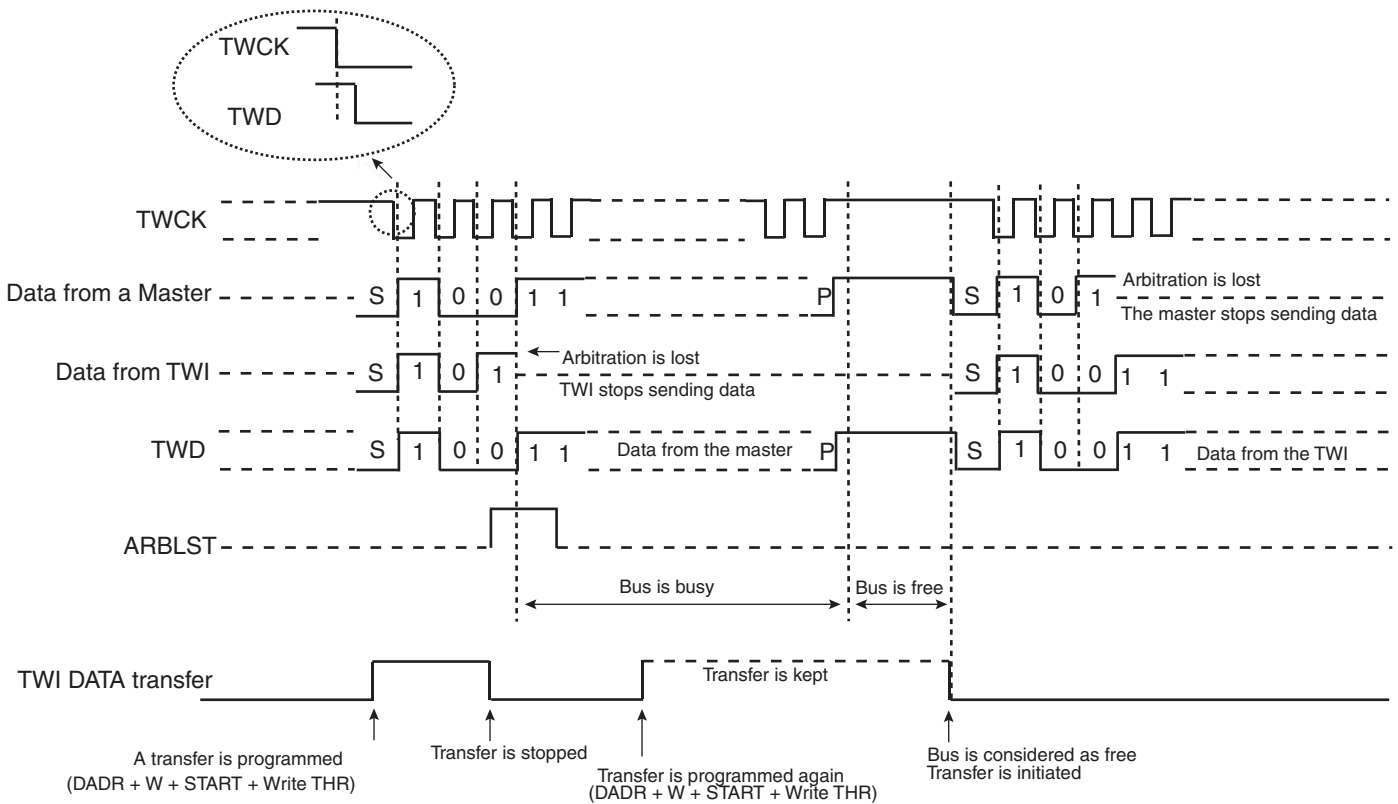 TWCK
TWD
TWCK
Data from a Master
S 1 0 0 1 1
P
S 1 0 1
Arbitration is lost
The master stops sending data
Data from TWI
S 1 0 1
Arbitration is lost
TWI stops sending data
S 1 0 0 1 1
TWD
S 1 0 0 1 1
Data from the master
P
S 1 0 0 1 1
Data from the TWI
ARBLST
Bus is busy
Bus is free
TWI DATA transfer
Transfer is kept
A transfer is programmed
(DADR + W + START + Write THR)
Transfer is stopped
Transfer is programmed again
(DADR + W + START + Write THR)
Bus is considered as free
Transfer is initiated